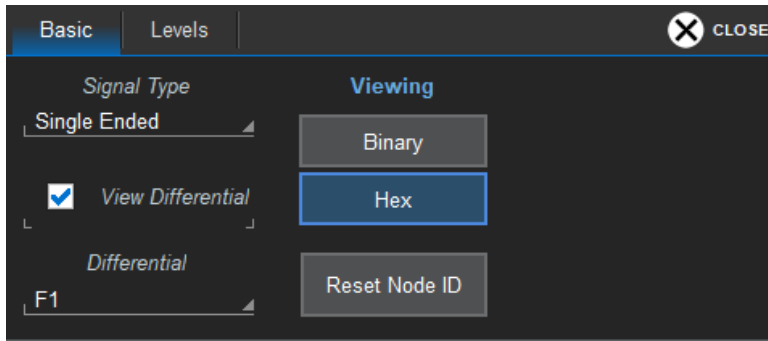 Basic Levels CLOSE
Signal Type Viewing
Single Ended
Binary
View Differential Hex
Differential
F1 Reset Node ID